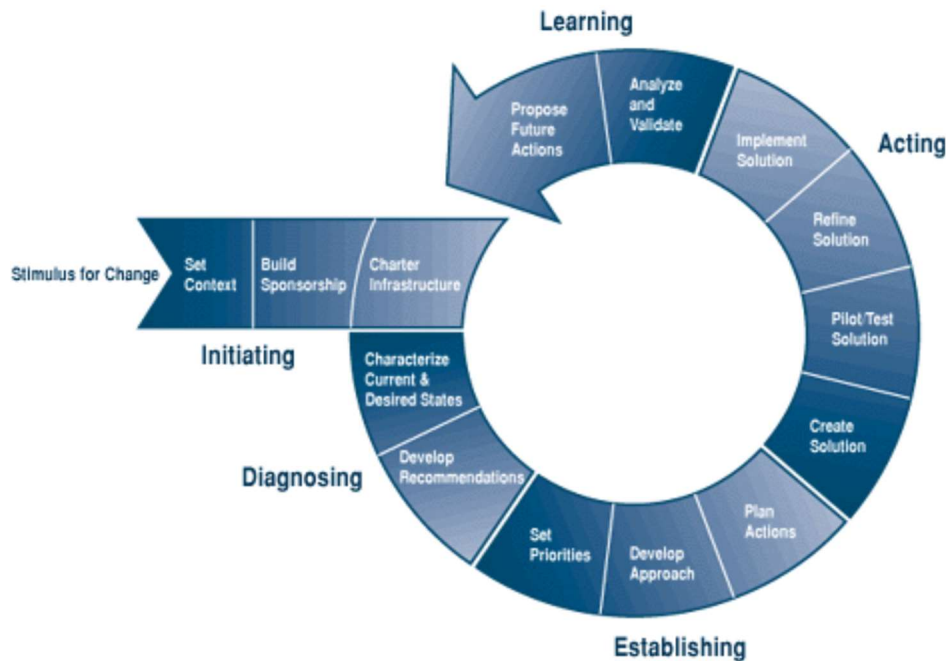 Stimulus for Change
Set
Context
Build
Sponsorship
Charter
Infrastructure
Initiating
Characterize
Current &
Desired States
Develop
Recommendations
Diagnosing
Set
Priorities
Develop
Approach
Plan
Actions
Establishing
Create
Solution
Pilot/Test
Solution
Refine
Solution
Implement
Solution
Acting
Analyze
and
Validate
Propose
Future
Actions
Learning